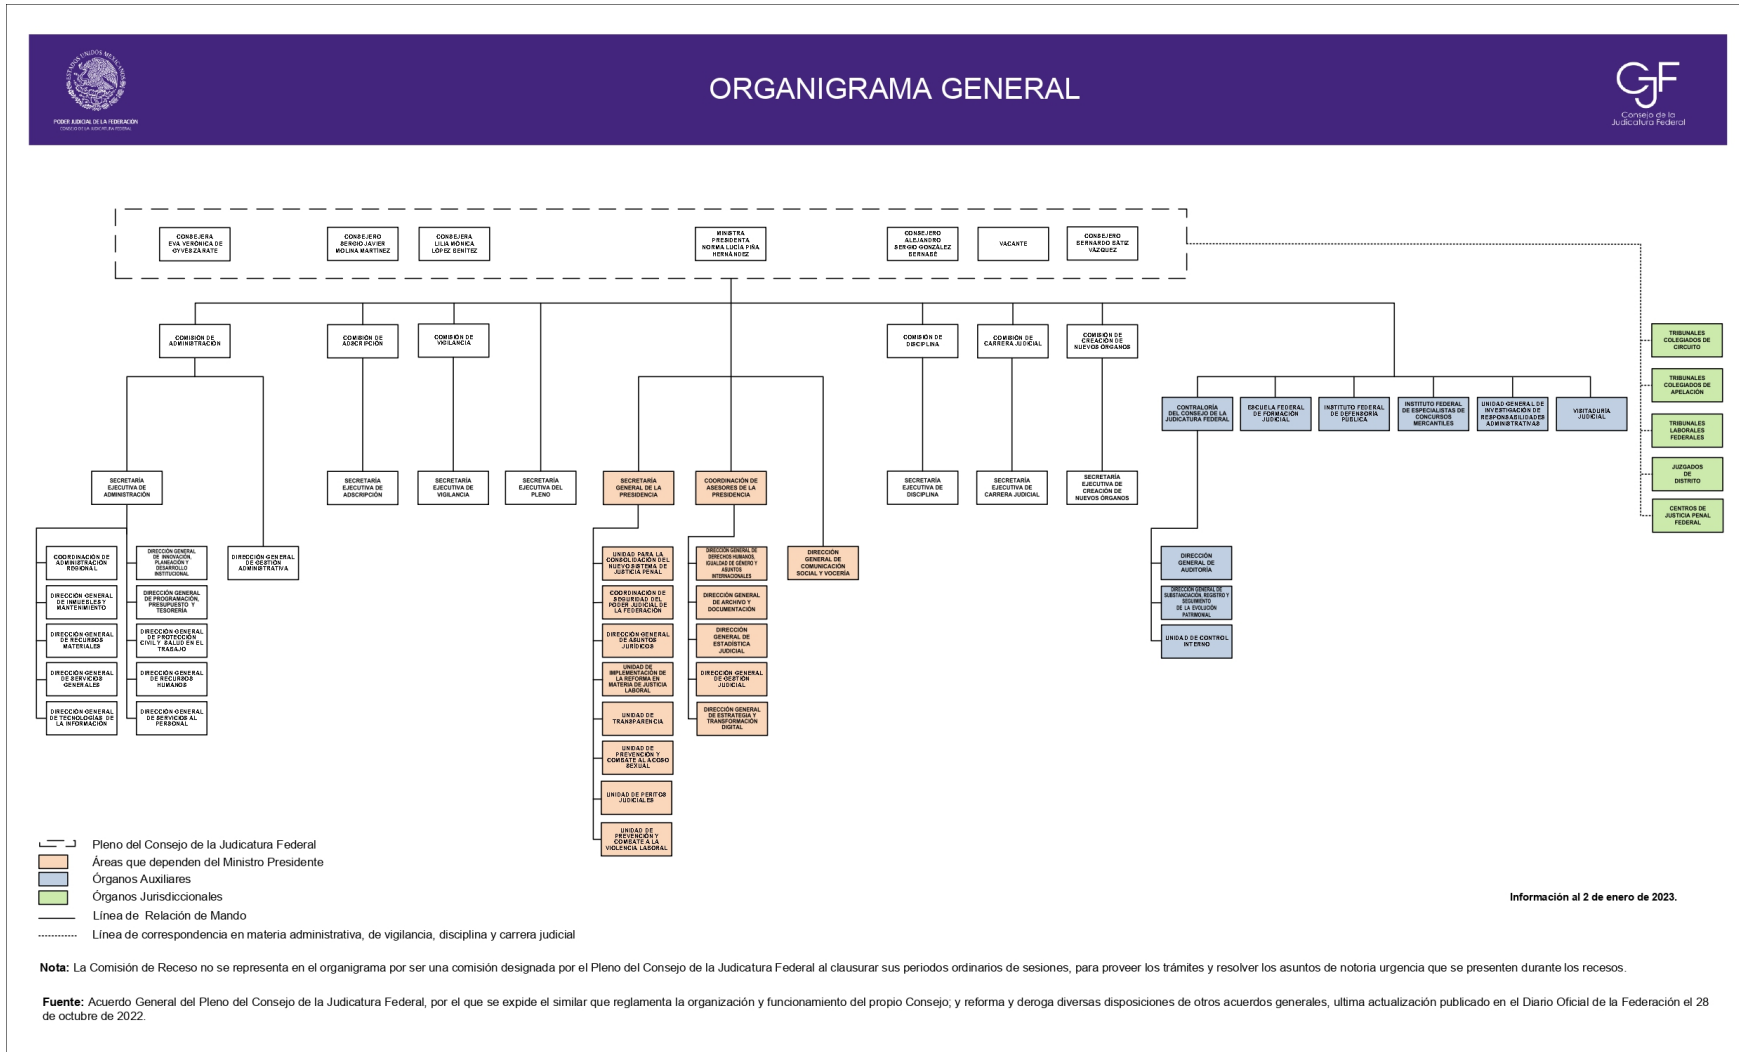 ORGANIGRAMA GENERAL
ESTADOS UNIDOS MEXICANOS
PODER JUDICIAL DE LA FEDERACIÓN
CONSEJO DE LA JUDICATURA FEDERAL
CJF
Consejo de la
Judicatura Federal
CONSEJERA
EVA VERÓNICA DE
GYVES ZÁRATE
CONSEJERO
SERGIO JAVIER
MOLINA MARTÍNEZ
CONSEJERA
LILIA MÓNICA
LÓPEZ BENÍTEZ
MINISTRA
PRESIDENTA
NORMA LUCÍA PIÑA
HERNÁNDEZ
CONSEJERO
ALEJANDRO
SERGIO GONZÁLEZ
BERNABÉ
VACANTE
CONSEJERO
BERNARDO BÁTIZ
VÁZQUEZ
COMISIÓN DE
ADMINISTRACIÓN
COMISIÓN DE
ADSCRIPCIÓN
COMISIÓN DE
VIGILANCIA
COMISIÓN DE
DISCIPLINA
COMISIÓN DE
CARRERA JUDICIAL
COMISIÓN DE
CREACIÓN DE
NUEVOS ÓRGANOS
TRIBUNALES
COLEGIADOS DE
CIRCUITO
TRIBUNALES
COLEGIADOS DE
APELACIÓN
TRIBUNALES
LABORALES
FEDERALES
JUZGADOS
DE
DISTRITO
CENTROS DE
JUSTICIA PENAL
FEDERAL
CONTRALORÍA
DEL CONSEJO DE LA
JUDICATURA FEDERAL
ESCUELA FEDERAL
DE FORMACIÓN
JUDICIAL
INSTITUTO FEDERAL
DE DEFENSORÍA
PÚBLICA
INSTITUTO FEDERAL
DE ESPECIALISTAS DE
CONCURSOS
MERCANTILES
UNIDAD GENERAL DE
INVESTIGACIÓN DE
RESPONSABILIDADES
ADMINISTRATIVAS
VISITADURÍA
JUDICIAL
SECRETARÍA
EJECUTIVA DE
ADMINISTRACIÓN
SECRETARÍA
EJECUTIVA DE
ADSCRIPCIÓN
SECRETARÍA
EJECUTIVA DE
VIGILANCIA
SECRETARÍA
EJECUTIVA DEL
PLENO
SECRETARÍA
GENERAL DE LA
PRESIDENCIA
COORDINACIÓN DE
ASESORES DE LA
PRESIDENCIA
SECRETARÍA
EJECUTIVA DE
DISCIPLINA
SECRETARÍA
EJECUTIVA DE
CARRERA JUDICIAL
SECRETARÍA
EJECUTIVA DE
CREACIÓN DE
NUEVOS ÓRGANOS
COORDINACIÓN DE
ADMINISTRACIÓN
REGIONAL
DIRECCIÓN GENERAL
DE INMUEBLES Y
MANTENIMIENTO
DIRECCIÓN GENERAL
DE RECURSOS
MATERIALES
DIRECCIÓN GENERAL
DE SERVICIOS
GENERALES
DIRECCIÓN GENERAL
DE TECNOLOGÍAS DE
LA INFORMACIÓN
DIRECCIÓN GENERAL
DE INNOVACIÓN,
PLANEACIÓN Y
DESARROLLO
INSTITUCIONAL
DIRECCIÓN GENERAL
DE PROGRAMACIÓN,
PRESUPUESTO Y
TESORERÍA
DIRECCIÓN GENERAL
DE PROTECCIÓN
CIVIL Y SALUD EN EL
TRABAJO
DIRECCIÓN GENERAL
DE RECURSOS
HUMANOS
DIRECCIÓN GENERAL
DE SERVICIOS AL
PERSONAL
DIRECCIÓN GENERAL
DE GESTIÓN
ADMINISTRATIVA
UNIDAD PARA LA
CONSOLIDACIÓN DEL
NUEVO SISTEMA DE
JUSTICIA PENAL
COORDINACIÓN DE
SEGURIDAD DEL
PODER JUDICIAL DE
LA FEDERACIÓN
DIRECCIÓN GENERAL
DE ASUNTOS
JURÍDICOS
UNIDAD DE
IMPLEMENTACIÓN DE
LA REFORMA EN
MATERIA DE JUSTICIA
LABORAL
UNIDAD DE
TRANSPARENCIA
UNIDAD DE
PREVENCIÓN Y
COMBATE AL ACOSO
SEXUAL
UNIDAD DE PERITOS
JUDICIALES
UNIDAD DE
PREVENCIÓN Y
COMBATE A LA
VIOLENCIA LABORAL
DIRECCIÓN GENERAL DE
DERECHOS HUMANOS,
IGUALDAD DE GÉNERO Y
ASUNTOS
INTERNACIONALES
DIRECCIÓN GENERAL
DE ARCHIVO Y
DOCUMENTACIÓN
DIRECCIÓN
GENERAL DE
ESTADÍSTICA
JUDICIAL
DIRECCIÓN GENERAL
DE GESTIÓN
JUDICIAL
DIRECCIÓN GENERAL
DE ESTRATEGIA Y
TRANSFORMACIÓN
DIGITAL
DIRECCIÓN
GENERAL DE
COMUNICACIÓN
SOCIAL Y VOCERÍA
DIRECCIÓN
GENERAL DE
AUDITORÍA
DIRECCIÓN GENERAL DE
SUBSTANCIACIÓN, REGISTRO Y
SEGUIMIENTO
DE LA EVOLUCIÓN
PATRIMONIAL
UNIDAD DE CONTROL
INTERNO
Pleno del Consejo de la Judicatura Federal
Áreas que dependen del Ministro Presidente
Órganos Auxiliares
Órganos Jurisdiccionales
Línea de Relación de Mando
Línea de correspondencia en materia administrativa, de vigilancia, disciplina y carrera judicial
Información al 2 de enero de 2023.
Nota: La Comisión de Receso no se representa en el organigrama por ser una comisión designada por el Pleno del Consejo de la Judicatura Federal al clausurar sus periodos ordinarios de sesiones, para proveer los trámites y resolver los asuntos de notoria urgencia que se presenten durante los recesos.
Fuente: Acuerdo General del Pleno del Consejo de la Judicatura Federal, por el que se expide el similar que reglamenta la organización y funcionamiento del propio Consejo; y reforma y deroga diversas disposiciones de otros acuerdos generales, ultima actualización publicado en el Diario Oficial de la Federación el 28
de octubre de 2022.